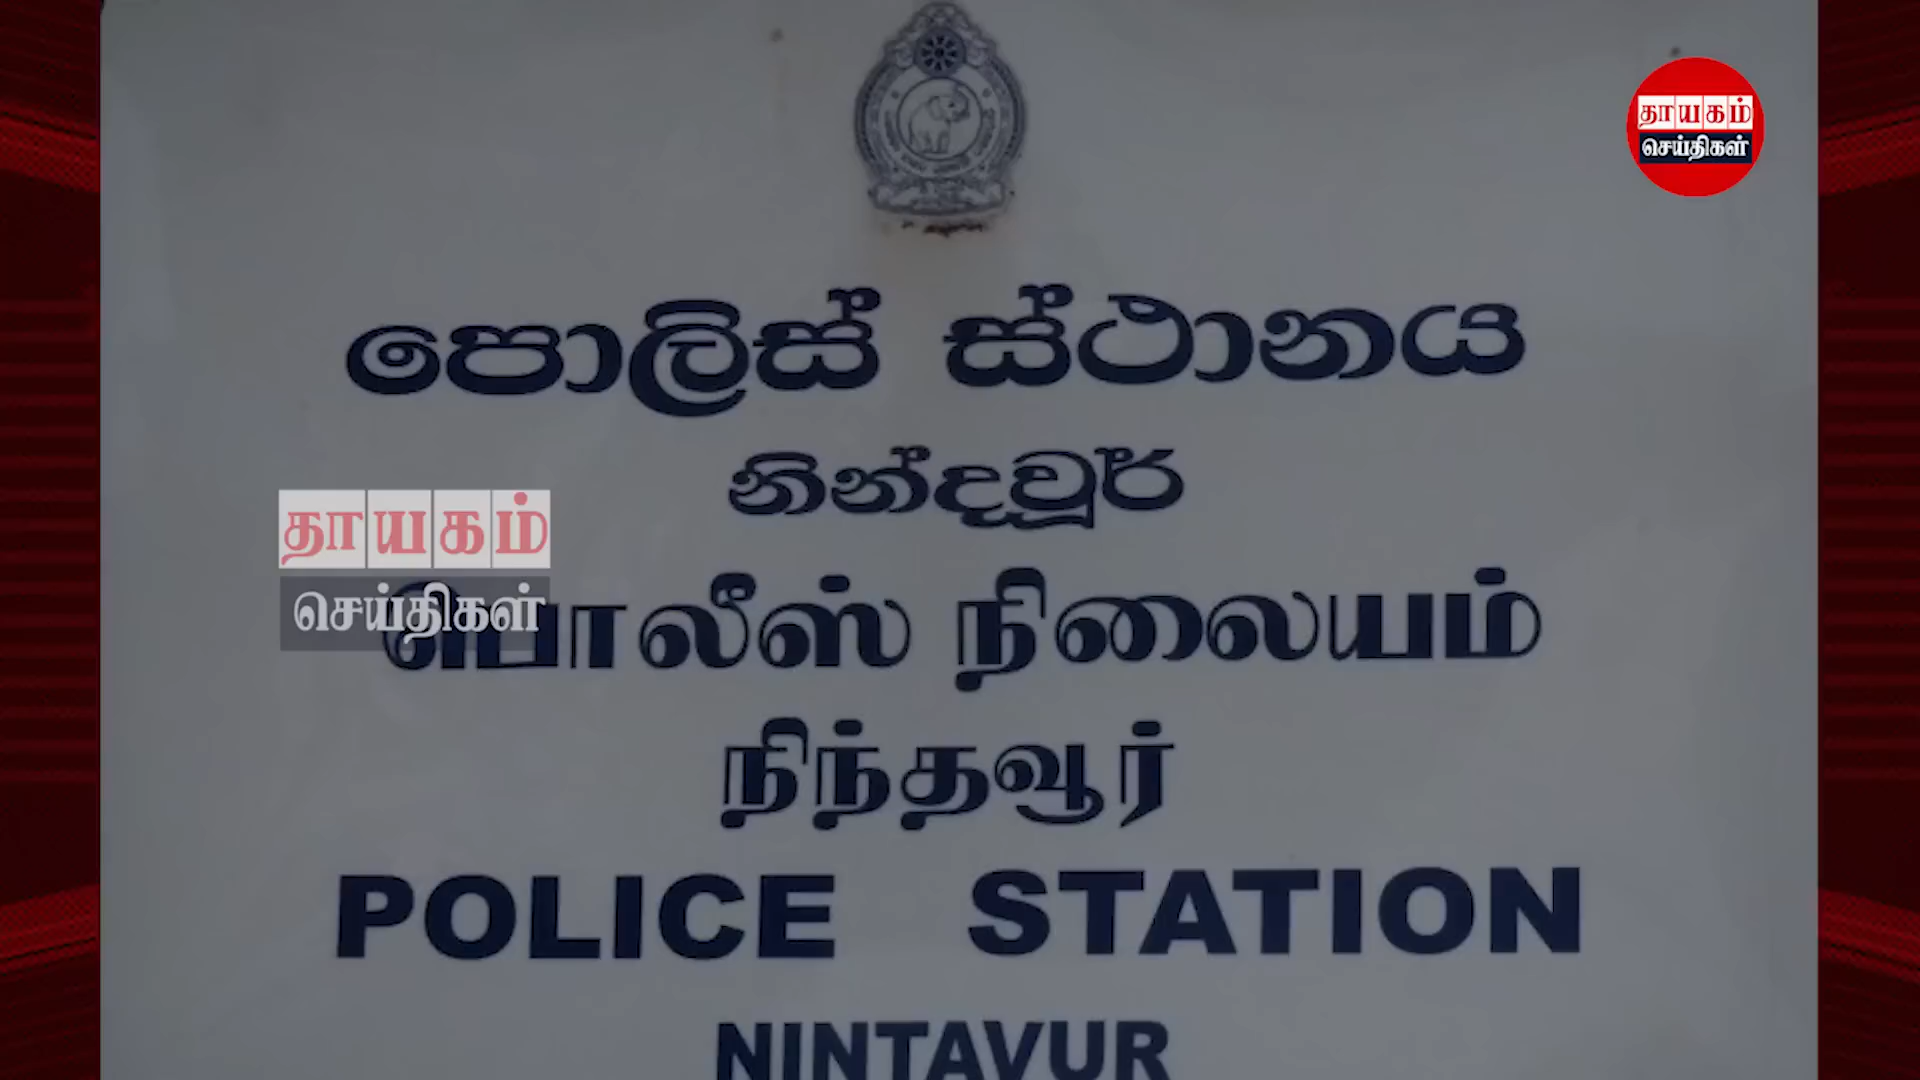 தாயகம்
செய்திகள்
පොලිස් ස්ථානය
නින්දවූර්
தாயகம்
செய்திகள்
பொலீஸ் நிலையம்
நிந்தவூர்
POLICE STATION
NINTAVUR